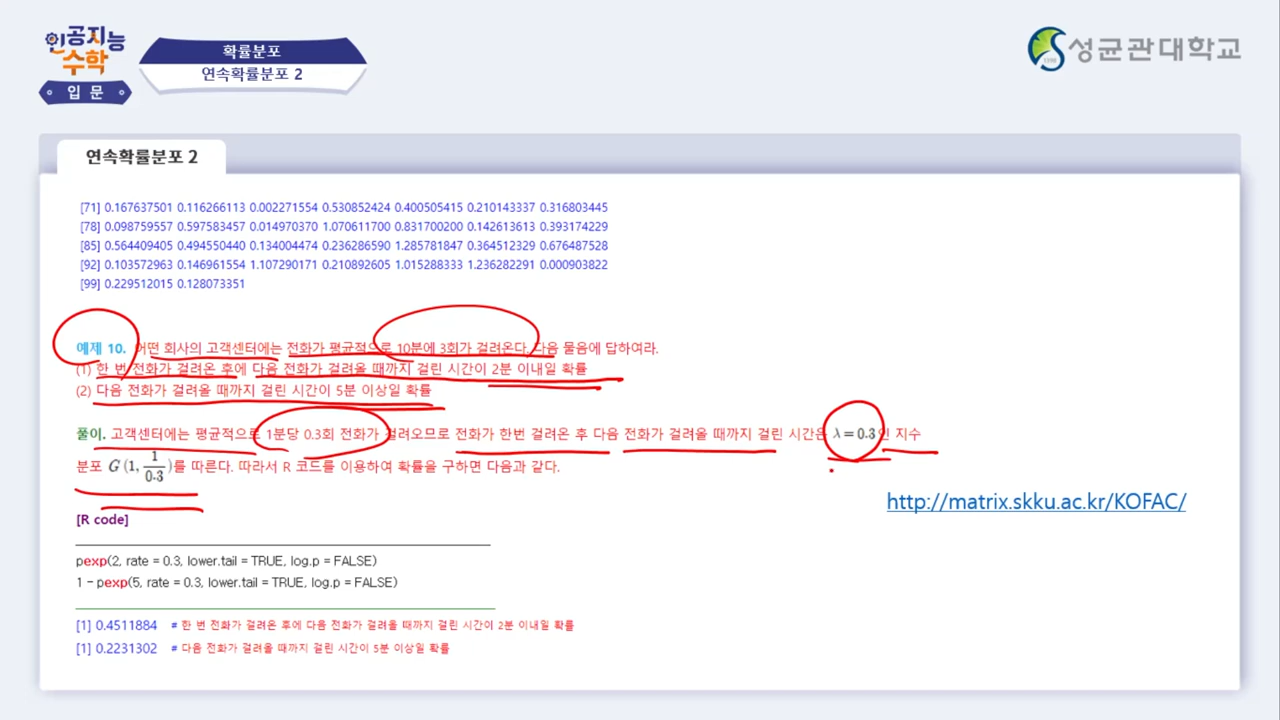 인공지능
수학
입문
확률분포
연속확률분포 2
성균관대학교
연속확률분포 2
[71] 0.167637501 0.116266113 0.002271554 0.530852424 0.400505415 0.210143337 0.316803445
[78] 0.098759557 0.597583457 0.014970370 1.070611700 0.831700200 0.142613613 0.393174229
[85] 0.564409405 0.494550440 0.134004474 0.236286590 1.285781847 0.364512329 0.676487528
[92] 0.103572963 0.146961554 1.107290171 0.210892605 1.015288333 1.236282291 0.000903822
[99] 0.229512015 0.128073351
예제 10. 어떤 회사의 고객센터에는 전화가 평균적으로 10분에 3회가 걸려온다. 다음 물음에 답하여라.
(1) 한 번 전화가 걸려온 후에 다음 전화가 걸려올 때까지 걸린 시간이 2분 이내일 확률
(2) 다음 전화가 걸려올 때까지 걸린 시간이 5분 이상일 확률
풀이. 고객센터에는 평균적으로 1분당 0.3회 전화가 걸려오므로 전화가 한번 걸려온 후 다음 전화가 걸려올 때까지 걸린 시간은 λ = 0.3인 지수
분포 G(1, 1/0.3)를 따른다. 따라서 R 코드를 이용하여 확률을 구하면 다음과 같다.
http://matrix.skku.ac.kr/KOFAC/
[R code]
pexp(2, rate = 0.3, lower.tail = TRUE, log.p = FALSE)
1 - pexp(5, rate = 0.3, lower.tail = TRUE, log.p = FALSE)
[1] 0.4511884 # 한 번 전화가 걸려온 후에 다음 전화가 걸려올 때까지 걸린 시간이 2분 이내일 확률
[1] 0.2231302 # 다음 전화가 걸려올 때까지 걸린 시간이 5분 이상일 확률